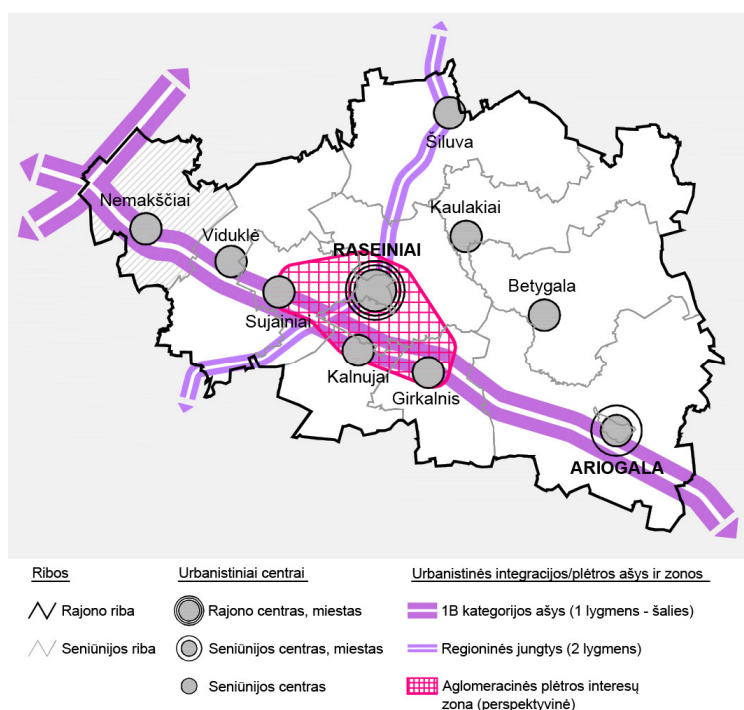 Šiluva
Nemakščiai
Kaulakiai
Viduklė
RASEINIAI
Betygala
Sujainiai
Kalnujai
Girkalnis
ARIOGALA
Ribos
Rajono riba
Seniūnijos riba
Urbanistiniai centrai
Rajono centras, miestas
Seniūnijos centras, miestas
Seniūnijos centras
Urbanistinės integracijos/plėtros ašys ir zonos
1B kategorijos ašys (1 lygmens - šalies)
Regioninės jungtys (2 lygmens)
Aglomeracinės plėtros interesų
zona (perspektyvinė)